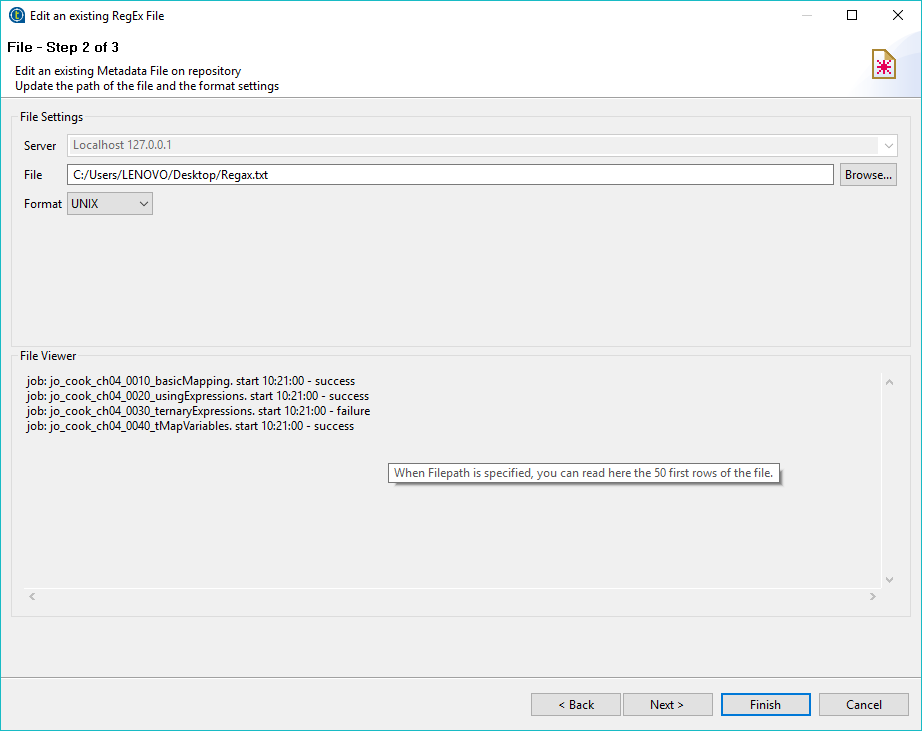 Edit an existing RegEx File
File - Step 2 of 3
Edit an existing Metadata File on repository
Update the path of the file and the format settings
File Settings
Server Localhost 127.0.0.1
File C:/Users/LENOVO/Desktop/Regax.txt Browse...
Format UNIX
File Viewer
job: jo_cook_ch04_0010_basicMapping. start 10:21:00 - success
job: jo_cook_ch04_0020_usingExpressions. start 10:21:00 - success
job: jo_cook_ch04_0030_ternaryExpressions. start 10:21:00 - failure
job: jo_cook_ch04_0040_tMapVariables. start 10:21:00 - success
When Filepath is specified, you can read here the 50 first rows of the file.
< Back Next > Finish Cancel